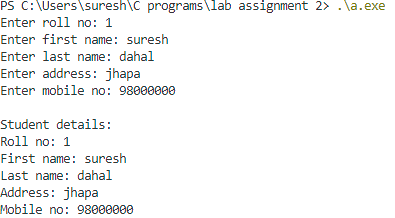 PS C:\Users\suresh\C programs\lab assignment 2> .\a.exe
Enter roll no: 1
Enter first name: suresh
Enter last name: dahal
Enter address: jhapa
Enter mobile no: 98000000

Student details:
Roll no: 1
First name: suresh
Last name: dahal
Address: jhapa
Mobile no: 98000000